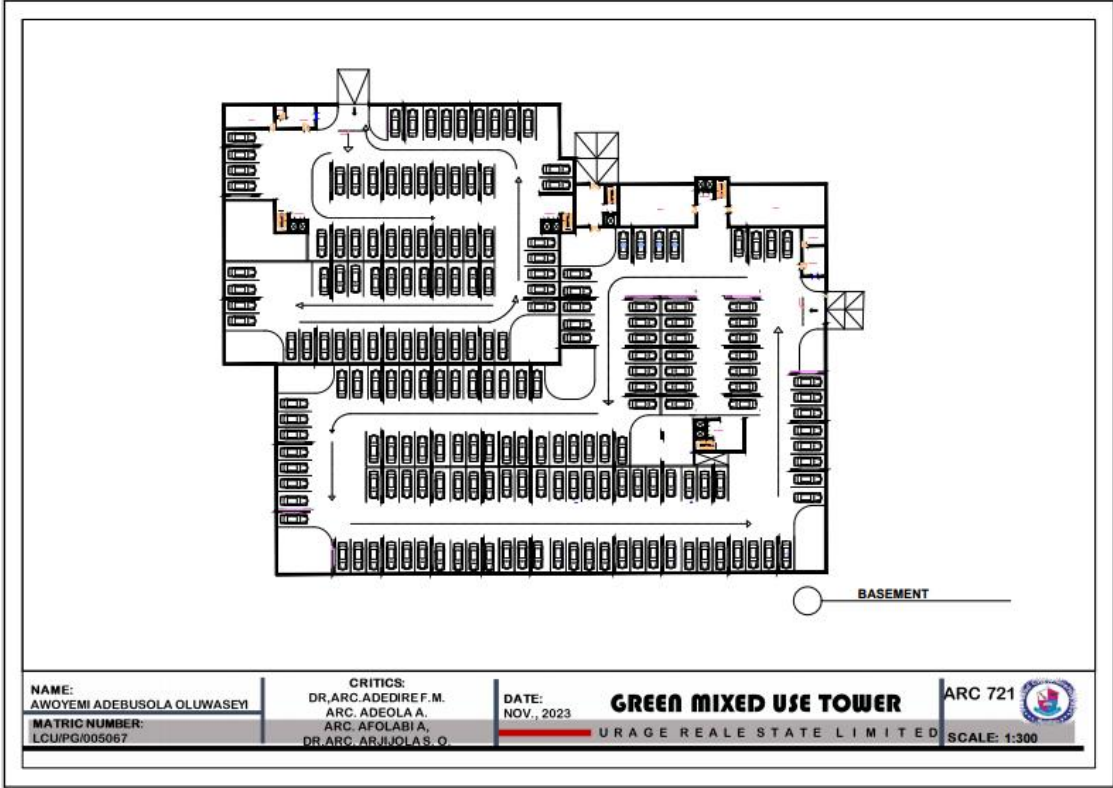 BASEMENT
NAME:
AWOYEMI ADEBUSOLA OLUWASEYI
MATRIC NUMBER:
LCU/PG/005067
CRITICS:
DR,ARC.ADEDIRE F.M.
ARC. ADEOLA A.
ARC. AFOLABI A,
DR.ARC. ARJIJOLA S. O.
DATE:
NOV., 2023
GREEN MIXED USE TOWER
URAGE REALE STATE LIMITED
ARC 721
SCALE: 1:300